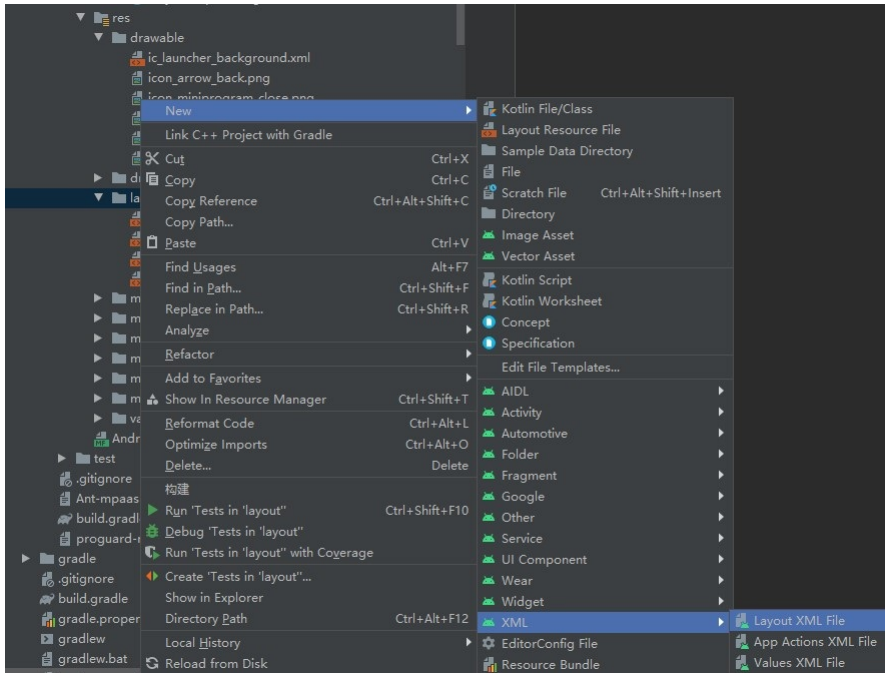 res
drawable
ic_launcher_background.xml
icon_arrow_back.png
icon_miniprogram_close.png
New
Link C++ Project with Gradle
Cut Ctrl+X
Copy Ctrl+C
Copy Reference Ctrl+Alt+Shift+C
Copy Path...
Paste Ctrl+V
Find Usages Alt+F7
Find in Path... Ctrl+Shift+F
Replace in Path... Ctrl+Shift+R
Analyze
Refactor
Add to Favorites
Show In Resource Manager Ctrl+Shift+T
Reformat Code Ctrl+Alt+L
Optimize Imports Ctrl+Alt+O
Delete... Delete
构建
Run 'Tests in 'layout'' Ctrl+Shift+F10
Debug 'Tests in 'layout''
Run 'Tests in 'layout'' with Coverage
Create 'Tests in 'layout''...
Show in Explorer
Directory Path Ctrl+Alt+F12
Local History
Reload from Disk
Kotlin File/Class
Layout Resource File
Sample Data Directory
File
Scratch File Ctrl+Alt+Shift+Insert
Directory
Image Asset
Vector Asset
Kotlin Script
Kotlin Worksheet
Concept
Specification
Edit File Templates...
AIDL
Activity
Automotive
Folder
Fragment
Google
Other
Service
UI Component
Wear
Widget
XML
EditorConfig File
Resource Bundle
Layout XML File
App Actions XML File
Values XML File
d
la
m
m
m
m
m
m
va
Andr
test
.gitignore
Ant-mpaas
build.gradl
proguard-r
gradle
.gitignore
build.gradle
gradle.proper
gradlew
gradlew.bat